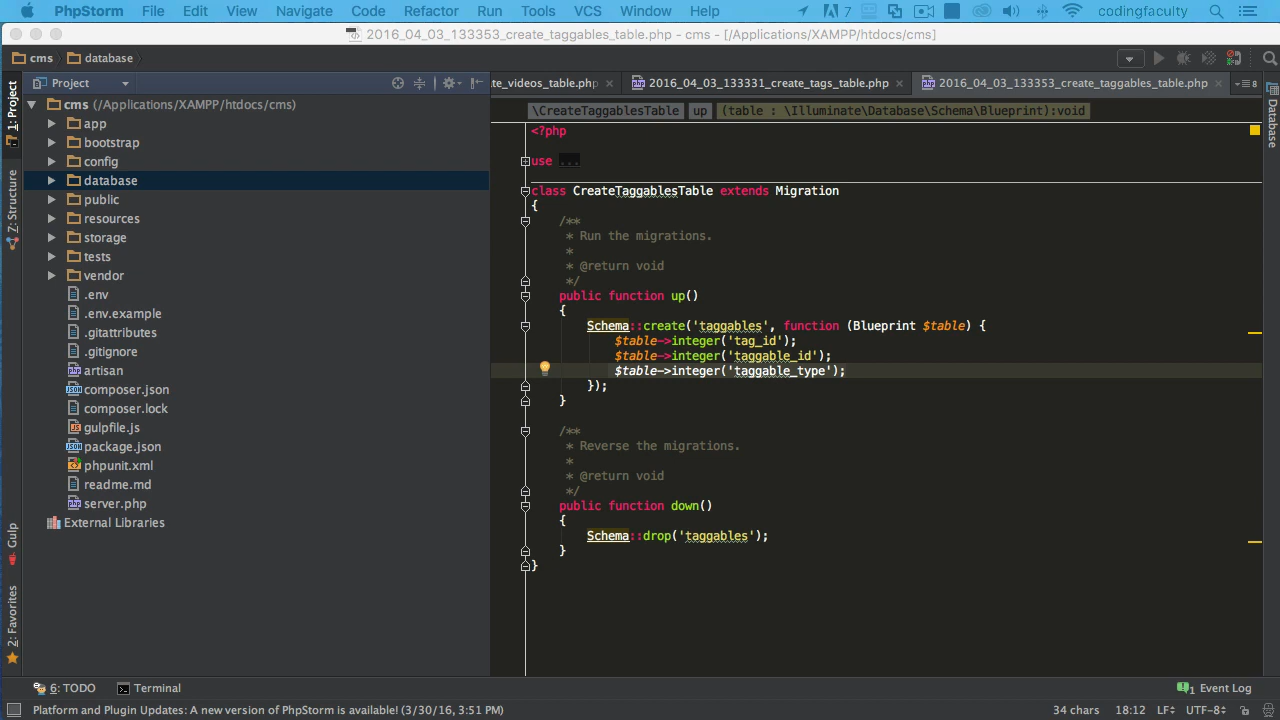 PhpStorm File Edit View Navigate Code Refactor Run Tools VCS Window Help 7 codingfaculty
2016_04_03_133353_create_taggables_table.php - cms - [/Applications/XAMPP/htdocs/cms]
cms database
Project te_videos_table.php 2016_04_03_133331_create_tags_table.php 2016_04_03_133353_create_taggables_table.php 8
1: Project
Z: Structure
Gulp
2: Favorites
Database
cms (/Applications/XAMPP/htdocs/cms)
app
bootstrap
config
database
public
resources
storage
tests
vendor
.env
.env.example
.gitattributes
.gitignore
artisan
composer.json
composer.lock
gulpfile.js
package.json
phpunit.xml
readme.md
server.php
External Libraries
\CreateTaggablesTable up (table : \Illuminate\Database\Schema\Blueprint):void
<?php
use ...
class CreateTaggablesTable extends Migration
{
/**
* Run the migrations.
*
* @return void
*/
public function up()
{
Schema::create('taggables', function (Blueprint $table) {
$table->integer('tag_id');
$table->integer('taggable_id');
$table->integer('taggable_type');
});
}
/**
* Reverse the migrations.
*
* @return void
*/
public function down()
{
Schema::drop('taggables');
}
}
6: TODO Terminal 1 Event Log
Platform and Plugin Updates: A new version of PhpStorm is available! (3/30/16, 3:51 PM) 34 chars 18:12 LF UTF-8